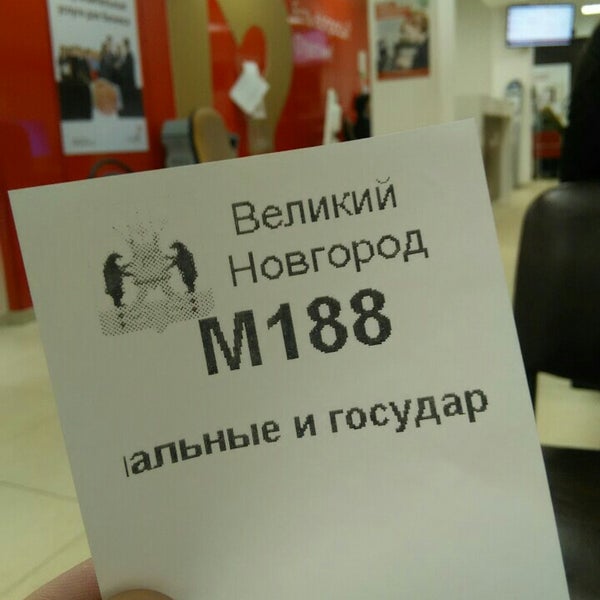 Великий
Новгород
М188
альные и государ